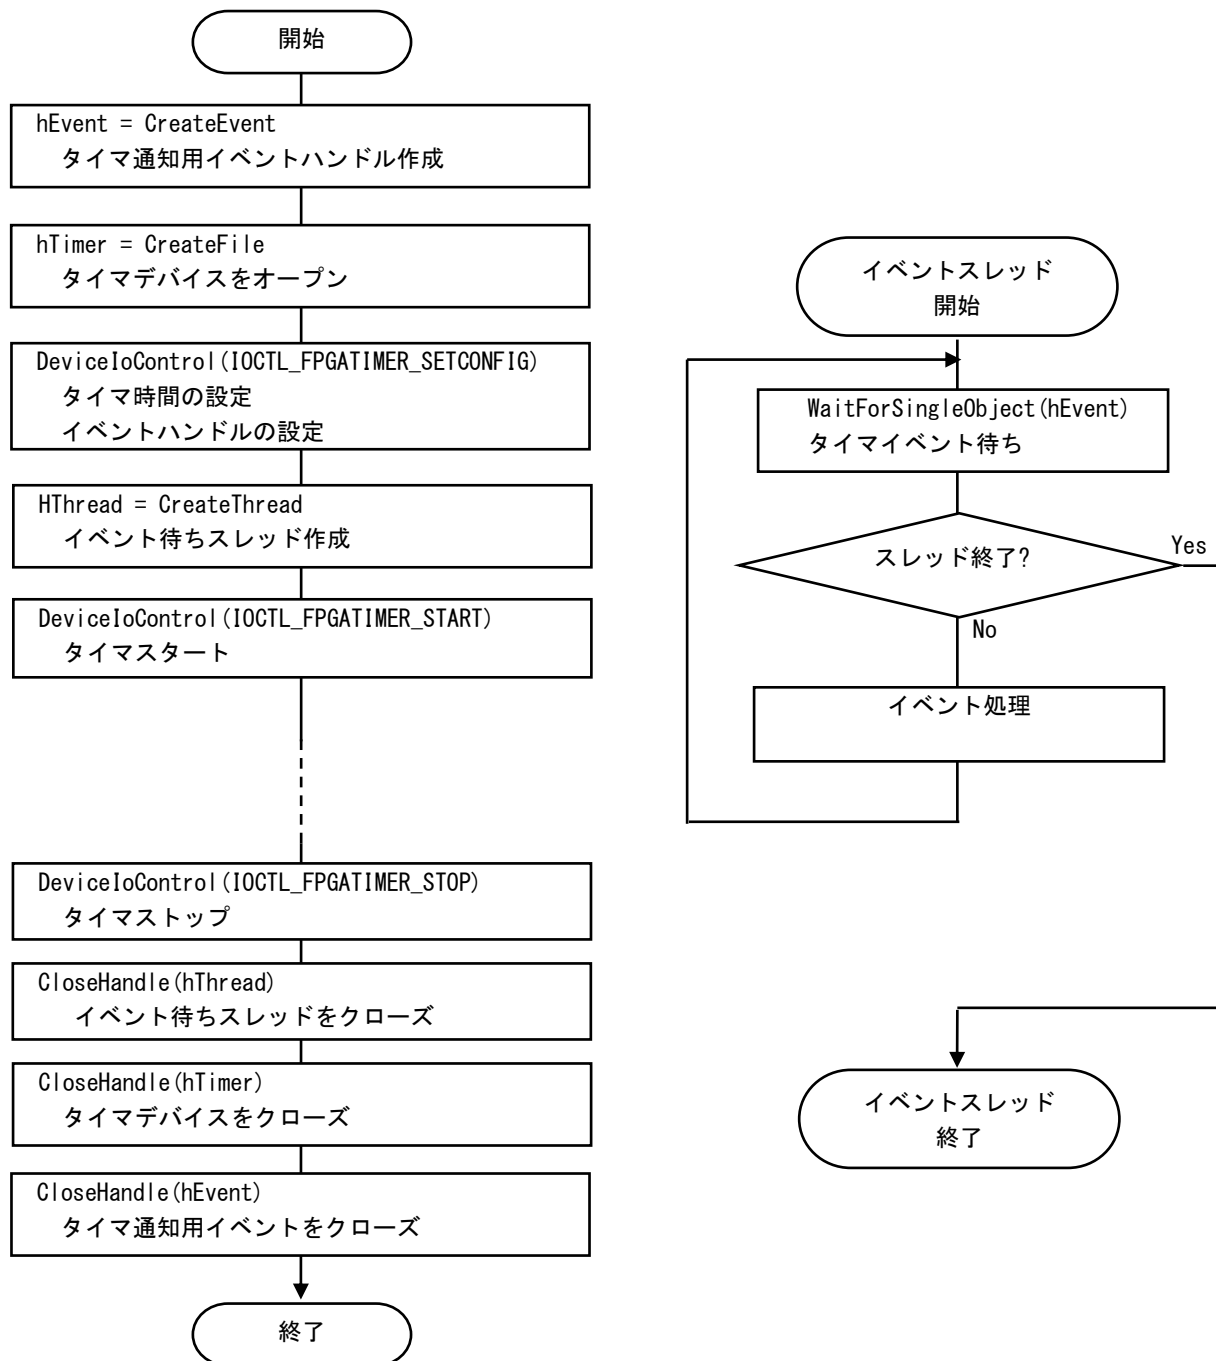 開始
hEvent = CreateEvent
タイマ通知用イベントハンドル作成
hTimer = CreateFile
タイマデバイスをオープン
DeviceIoControl(IOCTL_FPGATIMER_SETCONFIG)
タイマ時間の設定
イベントハンドルの設定
HThread = CreateThread
イベント待ちスレッド作成
DeviceIoControl(IOCTL_FPGATIMER_START)
タイマスタート
DeviceIoControl(IOCTL_FPGATIMER_STOP)
タイマストップ
CloseHandle(hThread)
イベント待ちスレッドをクローズ
CloseHandle(hTimer)
タイマデバイスをクローズ
CloseHandle(hEvent)
タイマ通知用イベントをクローズ
終了
イベントスレッド
開始
WaitForSingleObject(hEvent)
タイマイベント待ち
スレッド終了?
Yes
No
イベント処理
イベントスレッド
終了